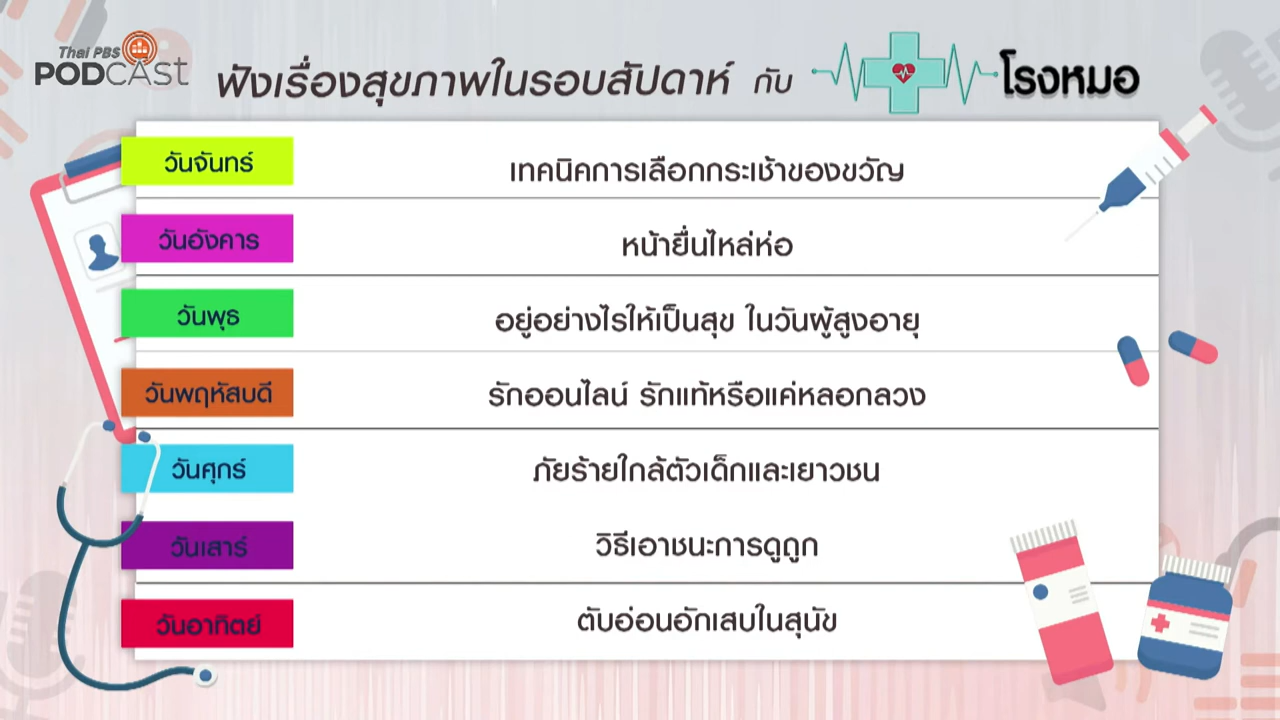 Thai PBS
PODCAST
ฟังเรื่องสุขภาพในรอบสัปดาห์ กับ โรงหมอ
วันจันทร์ เทคนิคการเลือกกระเช้าของขวัญ
วันอังคาร หน้ายื่นไหล่ห่อ
วันพุธ อยู่อย่างไรให้เป็นสุข ในวันผู้สูงอายุ
วันพฤหัสบดี รักออนไลน์ รักแท้หรือแค่หลอกลวง
วันศุกร์ ภัยร้ายใกล้ตัวเด็กและเยาวชน
วันเสาร์ วิธีเอาชนะการดูถูก
วันอาทิตย์ ตับอ่อนอักเสบในสุนัข